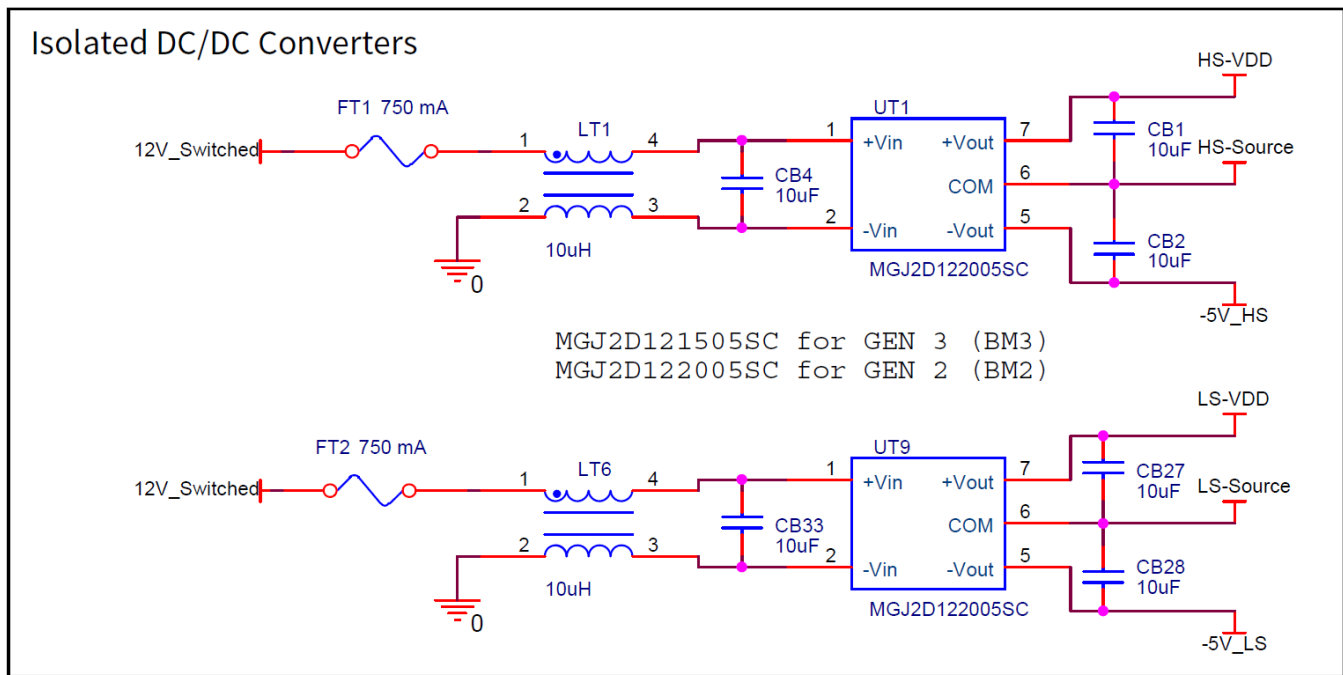 Isolated DC/DC Converters
HS-VDD
FT1 750 mA
LT1
UT1
12V_Switched
1
4
1
+Vin
+Vout
7
CB1
10uF
HS-Source
CB4
10uF
COM
6
2
3
2
-Vin
-Vout
5
CB2
10uF
10uH
MGJ2D122005SC
0
-5V_HS
MGJ2D121505SC for GEN 3 (BM3)
MGJ2D122005SC for GEN 2 (BM2)
LS-VDD
FT2 750 mA
LT6
UT9
12V_Switched
1
4
1
+Vin
+Vout
7
CB27
10uF
LS-Source
CB33
10uF
COM
6
2
3
2
-Vin
-Vout
5
CB28
10uF
10uH
MGJ2D122005SC
0
-5V_LS